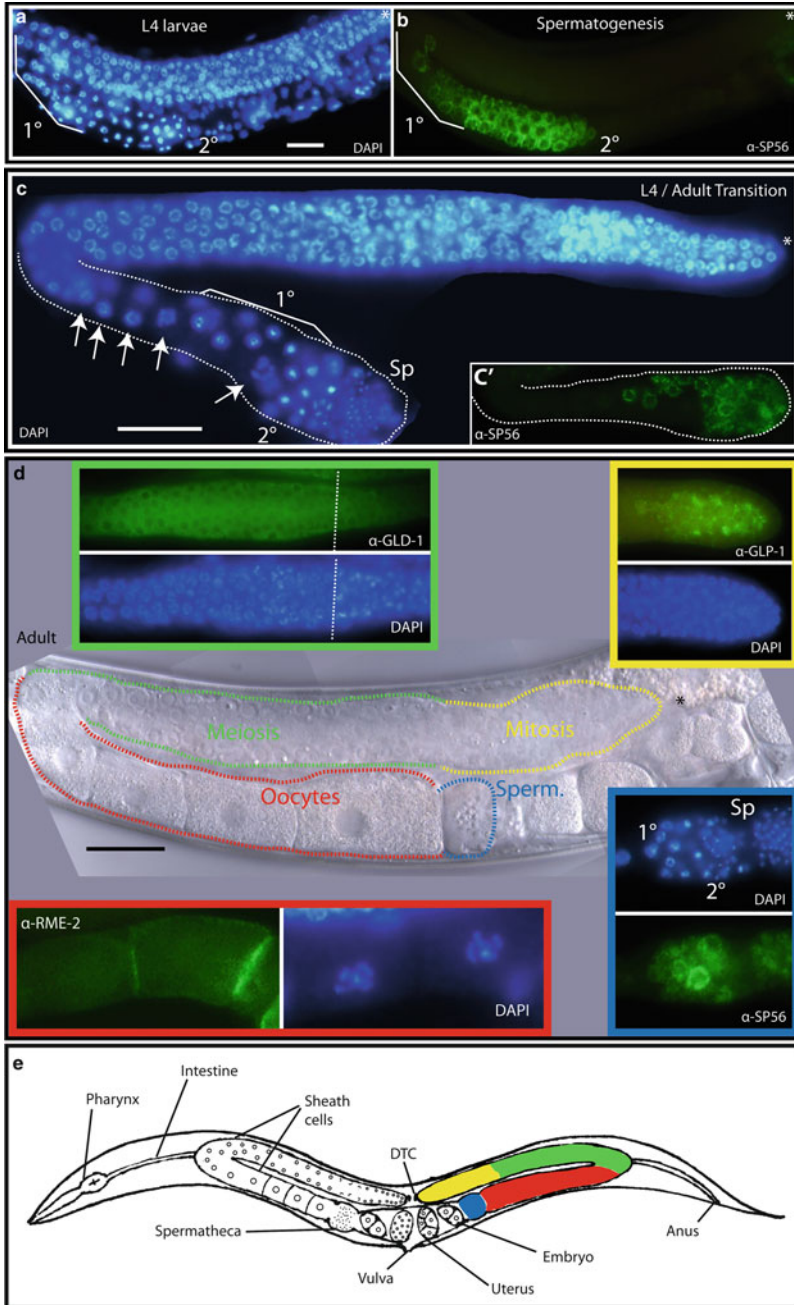 a
L4 larvae
*
1°
2°
DAPI
b
Spermatogenesis
*
1°
2°
α-SP56
c
L4 / Adult Transition
*
1°
Sp
2°
DAPI
C'
α-SP56
d
α-GLD-1
DAPI
α-GLP-1
DAPI
Adult
*
Meiosis
Mitosis
Oocytes
Sperm.
α-RME-2
DAPI
Sp
1°
2°
DAPI
α-SP56
e
Intestine
Pharynx
Sheath
cells
DTC
Spermatheca
Vulva
Uterus
Embryo
Anus